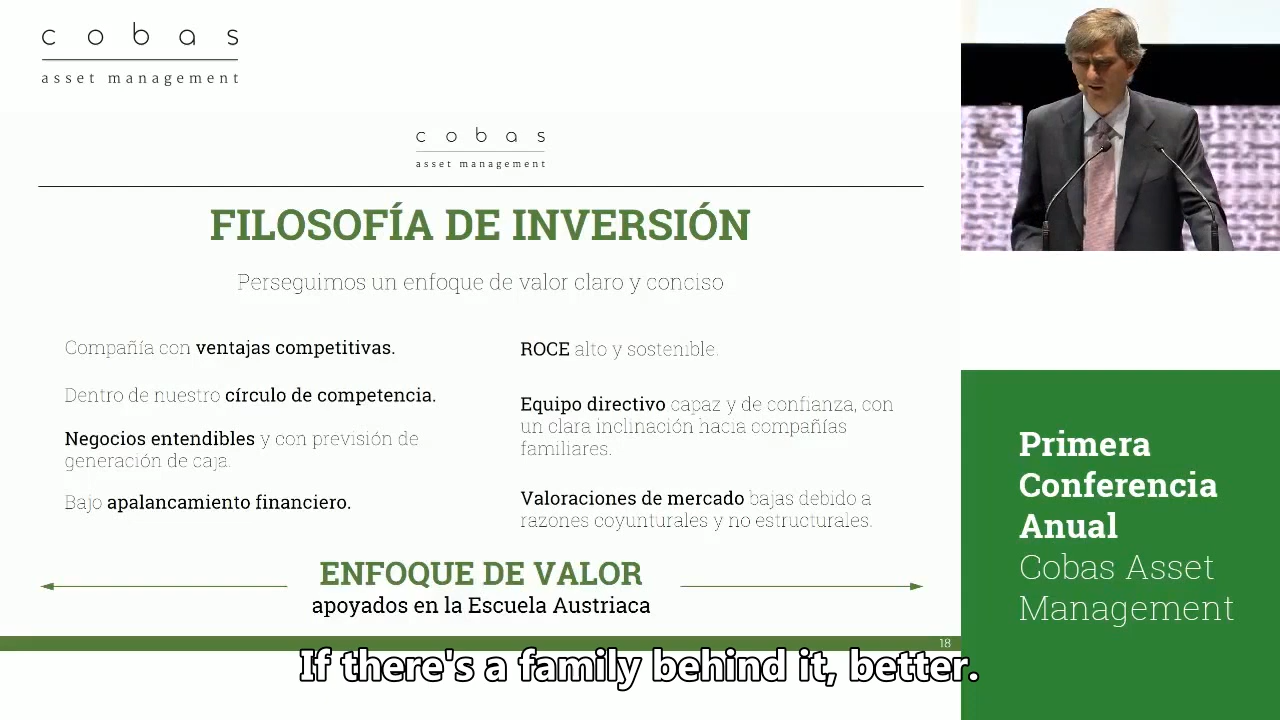 cobas
asset management
cobas
asset management
FILOSOFÍA DE INVERSIÓN
Perseguimos un enfoque de valor claro y conciso
Compañía con ventajas competitivas.
Dentro de nuestro círculo de competencia.
Negocios entendibles y con previsión de
generación de caja.
Bajo apalancamiento financiero.
ROCE alto y sostenible.
Equipo directivo capaz y de confianza, con
un clara inclinación hacia compañías
familiares.
Valoraciones de mercado bajas debido a
razones coyunturales y no estructurales.
ENFOQUE DE VALOR
apoyados en la Escuela Austriaca
18
Primera
Conferencia
Anual
Cobas Asset
Management
If there's a family behind it, better.